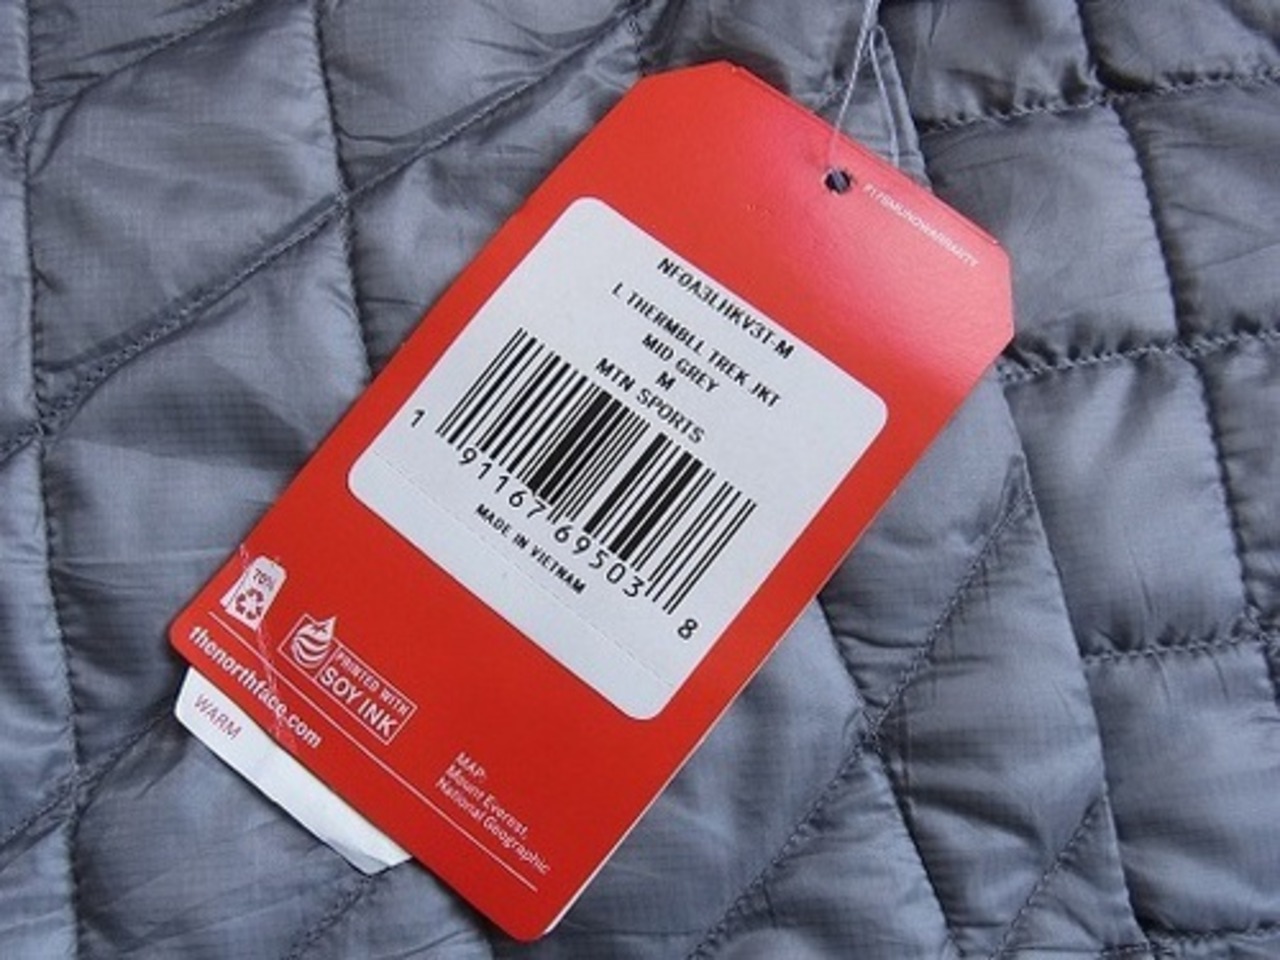 F17SMUNOWARRANTY
NF0A3LHKV3T-M
L THERMBLL TREK JKT
MID GREY
M
MTN SPORTS
1 91167 69503 8
MADE IN VIETNAM
70%
PRINTED WITH
SOY INK
thenorthface.com
WARM
MAP:
Mount Everest,
National Geographic